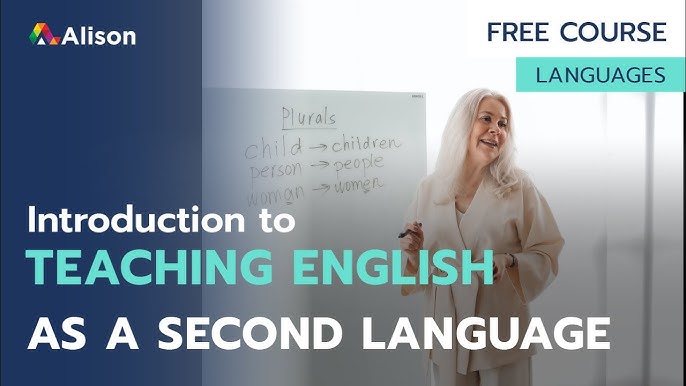 Alison
FREE COURSE
LANGUAGES
Plurals
child → children
person → people
woman → women
Introduction to
TEACHING ENGLISH
AS A SECOND LANGUAGE